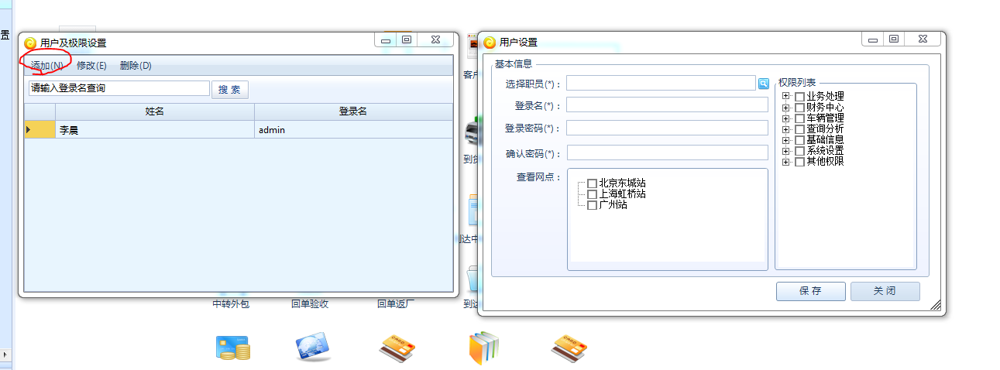 置
用户及权限设置
添加(N) 修改(E) 删除(D)
请输入登录名查询 搜 索
姓名 登录名
李晨 admin
用户设置
基本信息
选择职员(*)：
登录名(*)：
登录密码(*)：
确认密码(*)：
查看网点：
北京东城站
上海虹桥站
广州站
权限列表
业务处理
财务中心
车辆管理
查询分析
基础信息
系统设置
其他权限
保 存 关 闭
客户
到货
到达中
中转外包 回单验收 回单返厂 到达